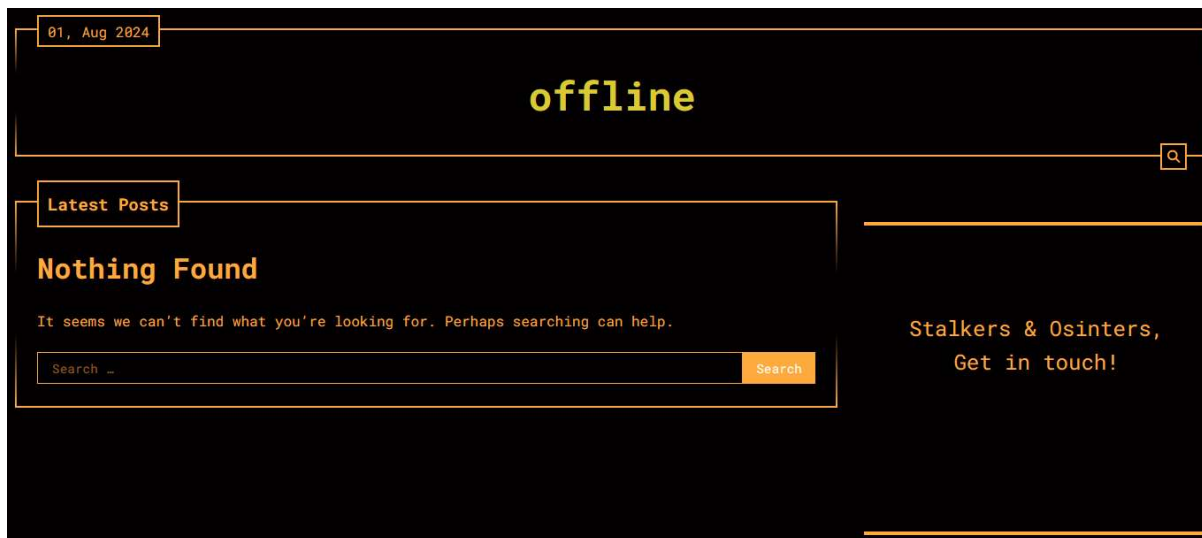 01, Aug 2024
offline
Latest Posts
Nothing Found
It seems we can't find what you're looking for. Perhaps searching can help.
Search …
Search
Stalkers & Osinters,
Get in touch!